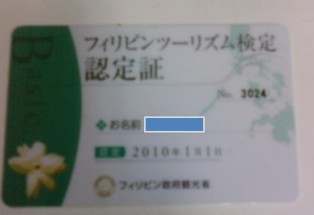 Basic
フィリピンツーリズム検定
認定証
No. 3024
お名前
認定 2010年1月1日
フィリピン政府観光省